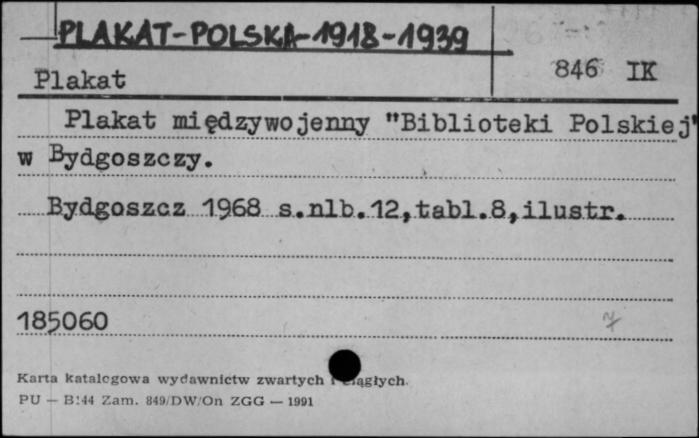 PLAKAT-POLSKA-1918-1939
846 IK
Plakat
Plakat międzywojenny "Biblioteki Polskiej"
w Bydgoszczy.
Bydgoszcz 1968 s.nlb.12,tabl.8,ilustr.
185060
Karta katalogowa wydawnictw zwartych i ciągłych.
PU — B144 Zam. 849/DW/On ZGG — 1991